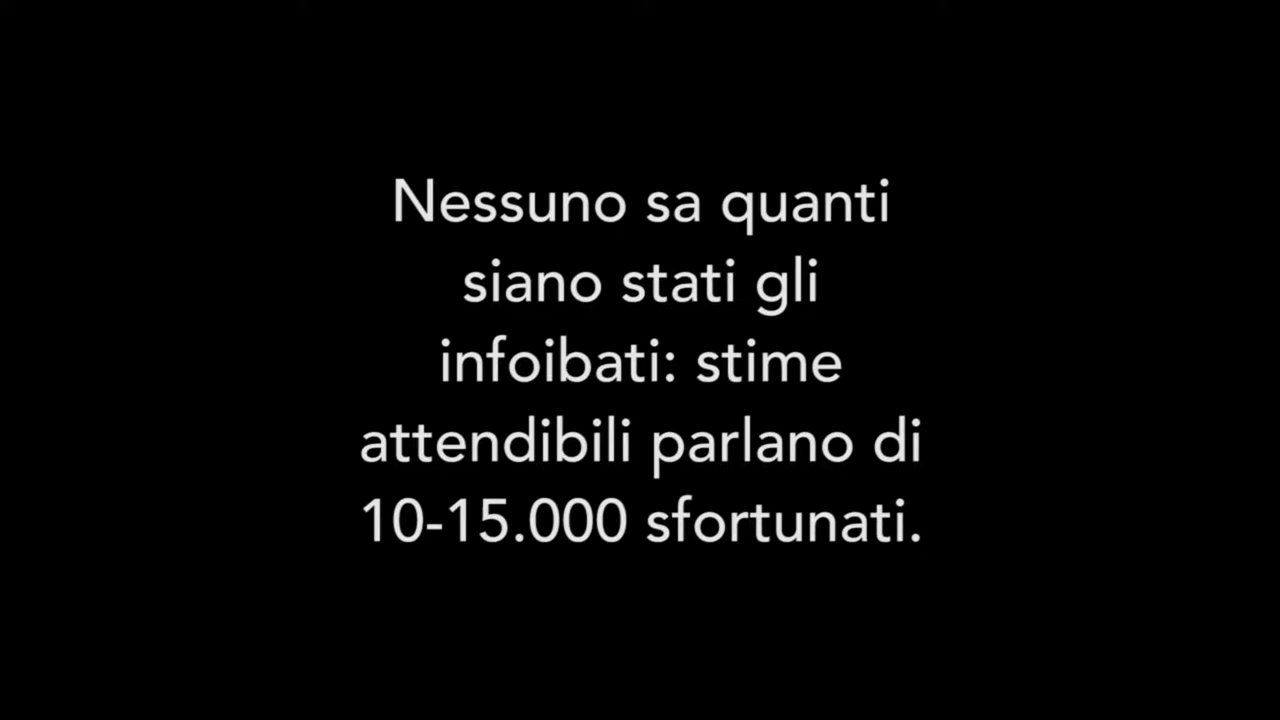 Nessuno sa quanti
siano stati gli
infoibati: stime
attendibili parlano di
10-15.000 sfortunati.